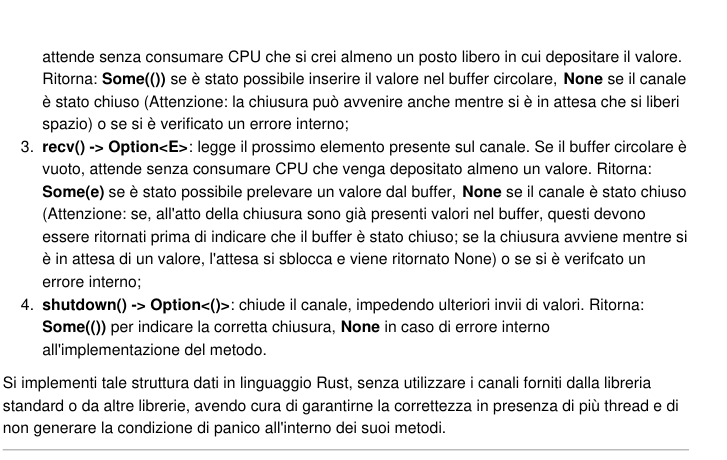 attende senza consumare CPU che si crei almeno un posto libero in cui depositare il valore.
Ritorna: Some(()) se è stato possibile inserire il valore nel buffer circolare, None se il canale
è stato chiuso (Attenzione: la chiusura può avvenire anche mentre si è in attesa che si liberi
spazio) o se si è verificato un errore interno;
3. recv() -> Option<E>: legge il prossimo elemento presente sul canale. Se il buffer circolare è
vuoto, attende senza consumare CPU che venga depositato almeno un valore. Ritorna:
Some(e) se è stato possibile prelevare un valore dal buffer, None se il canale è stato chiuso
(Attenzione: se, all'atto della chiusura sono già presenti valori nel buffer, questi devono
essere ritornati prima di indicare che il buffer è stato chiuso; se la chiusura avviene mentre si
è in attesa di un valore, l'attesa si sblocca e viene ritornato None) o se si è verifcato un
errore interno;
4. shutdown() -> Option<()>: chiude il canale, impedendo ulteriori invii di valori. Ritorna:
Some(()) per indicare la corretta chiusura, None in caso di errore interno
all'implementazione del metodo.
Si implementi tale struttura dati in linguaggio Rust, senza utilizzare i canali forniti dalla libreria
standard o da altre librerie, avendo cura di garantirne la correttezza in presenza di più thread e di
non generare la condizione di panico all'interno dei suoi metodi.